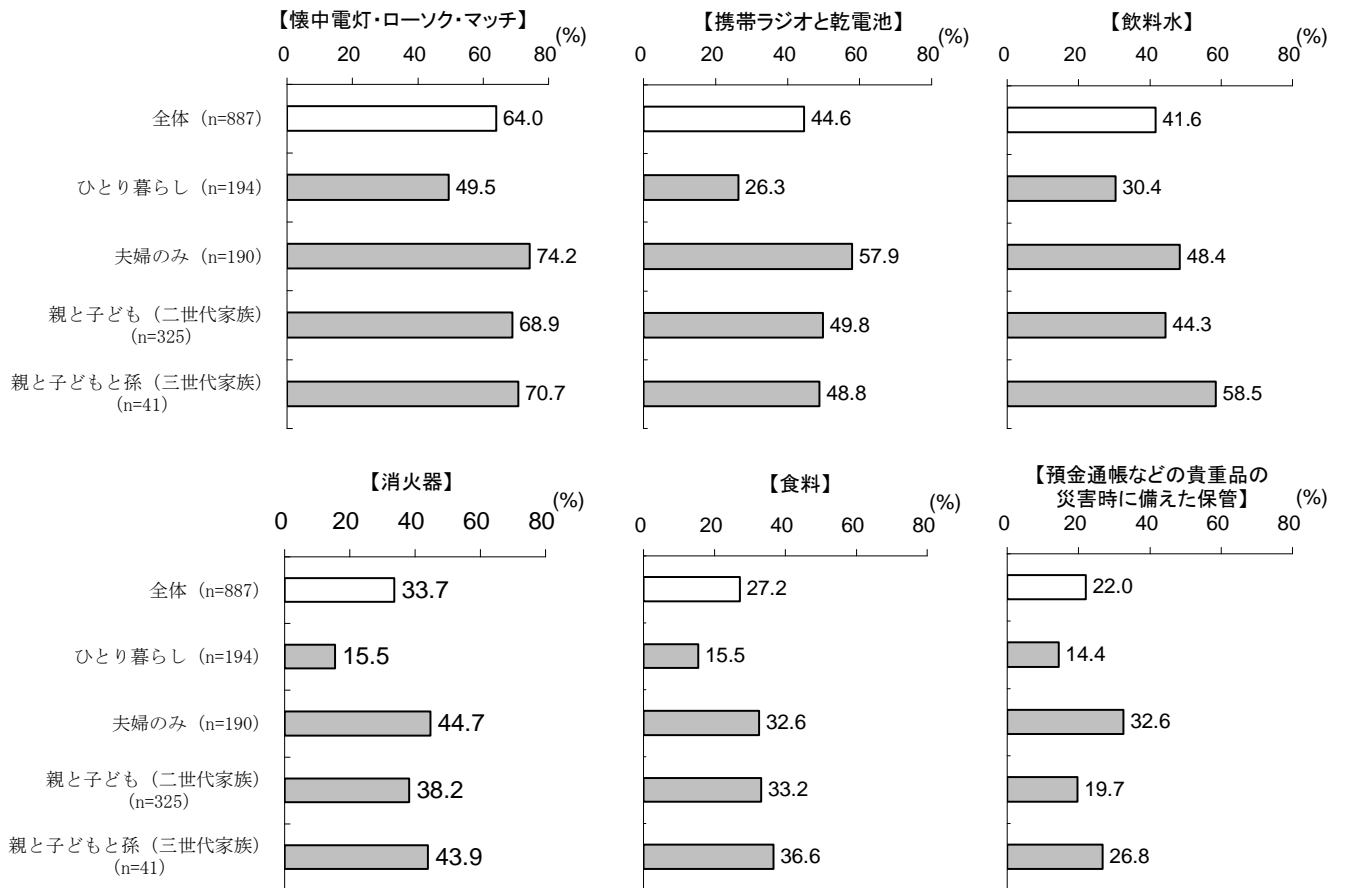 【懐中電灯・ローソク・マッチ】
(%)
0 20 40 60 80
全体 (n=887)
64.0
ひとり暮らし (n=194)
49.5
夫婦のみ (n=190)
74.2
親と子ども（二世代家族）
(n=325)
68.9
親と子どもと孫（三世代家族）
(n=41)
70.7
【携帯ラジオと乾電池】
(%)
0 20 40 60 80
44.6
26.3
57.9
49.8
48.8
【飲料水】
(%)
0 20 40 60 80
41.6
30.4
48.4
44.3
58.5
【消火器】
(%)
0 20 40 60 80
全体 (n=887)
33.7
ひとり暮らし (n=194)
15.5
夫婦のみ (n=190)
44.7
親と子ども（二世代家族）
(n=325)
38.2
親と子どもと孫（三世代家族）
(n=41)
43.9
【食料】
(%)
0 20 40 60 80
27.2
15.5
32.6
33.2
36.6
【預金通帳などの貴重品の
災害時に備えた保管】
(%)
0 20 40 60 80
22.0
14.4
32.6
19.7
26.8